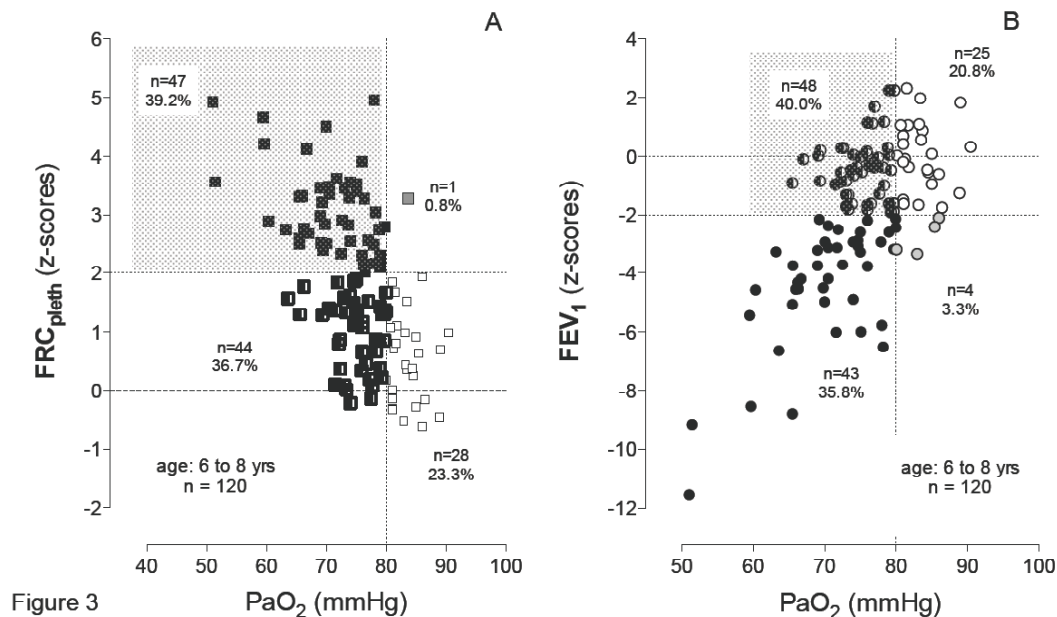 A
B
6
5
4
3
2
1
0
-1
-2
FRCpleth (z-scores)
n=47
39.2%
n=1
0.8%
n=44
36.7%
n=28
23.3%
age: 6 to 8 yrs
n = 120
40 50 60 70 80 90 100
PaO2 (mmHg)
4
2
0
-2
-4
-6
-8
-10
-12
FEV1 (z-scores)
n=48
40.0%
n=25
20.8%
n=4
3.3%
n=43
35.8%
age: 6 to 8 yrs
n = 120
50 60 70 80 90 100
PaO2 (mmHg)
Figure 3